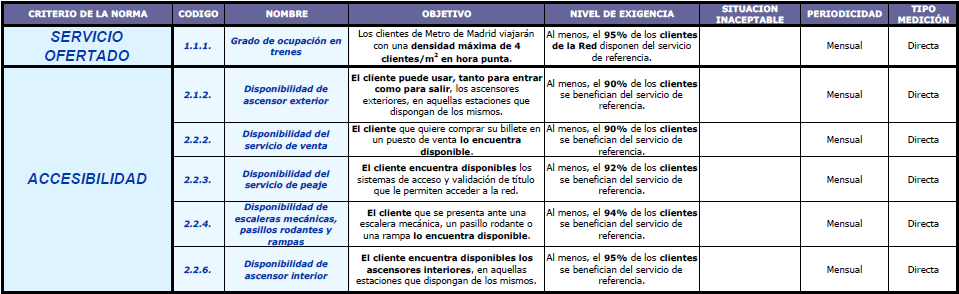 CRITERIO DE LA NORMA CODIGO NOMBRE OBJETIVO NIVEL DE EXIGENCIA SITUACION INACEPTABLE PERIODICIDAD TIPO MEDICIÓN
SERVICIO
OFERTADO
1.1.1.
Grado de ocupación en
trenes
Los clientes de Metro de Madrid viajarán
con una densidad máxima de 4
clientes/m² en hora punta.
Al menos, el 95% de los clientes
de la Red disponen del servicio
de referencia.
Mensual
Directa
ACCESIBILIDAD
2.1.2.
Disponibilidad de
ascensor exterior
El cliente puede usar, tanto para entrar
como para salir, los ascensores
exteriores, en aquellas estaciones que
dispongan de los mismos.
Al menos, el 90% de los clientes
se benefician del servicio de
referencia.
Mensual
Directa
2.2.2.
Disponibilidad del
servicio de venta
El cliente que quiere comprar su billete en
un puesto de venta lo encuentra
disponible.
Al menos, el 90% de los clientes
se benefician del servicio de
referencia.
Mensual
Directa
2.2.3.
Disponibilidad del
servicio de peaje
El cliente encuentra disponibles los
sistemas de acceso y validación de título
que le permiten acceder a la red.
Al menos, el 92% de los clientes
se benefician del servicio de
referencia.
Mensual
Directa
2.2.4.
Disponibilidad de
escaleras mecánicas,
pasillos rodantes y
rampas
El cliente que se presenta ante una
escalera mecánica, un pasillo rodante o
una rampa lo encuentra disponible.
Al menos, el 94% de los clientes
se benefician del servicio de
referencia.
Mensual
Directa
2.2.6.
Disponibilidad de
ascensor interior
El cliente encuentra disponibles los
ascensores interiores, en aquellas
estaciones que dispongan de los mismos.
Al menos, el 95% de los clientes
se benefician del servicio de
referencia.
Mensual
Directa